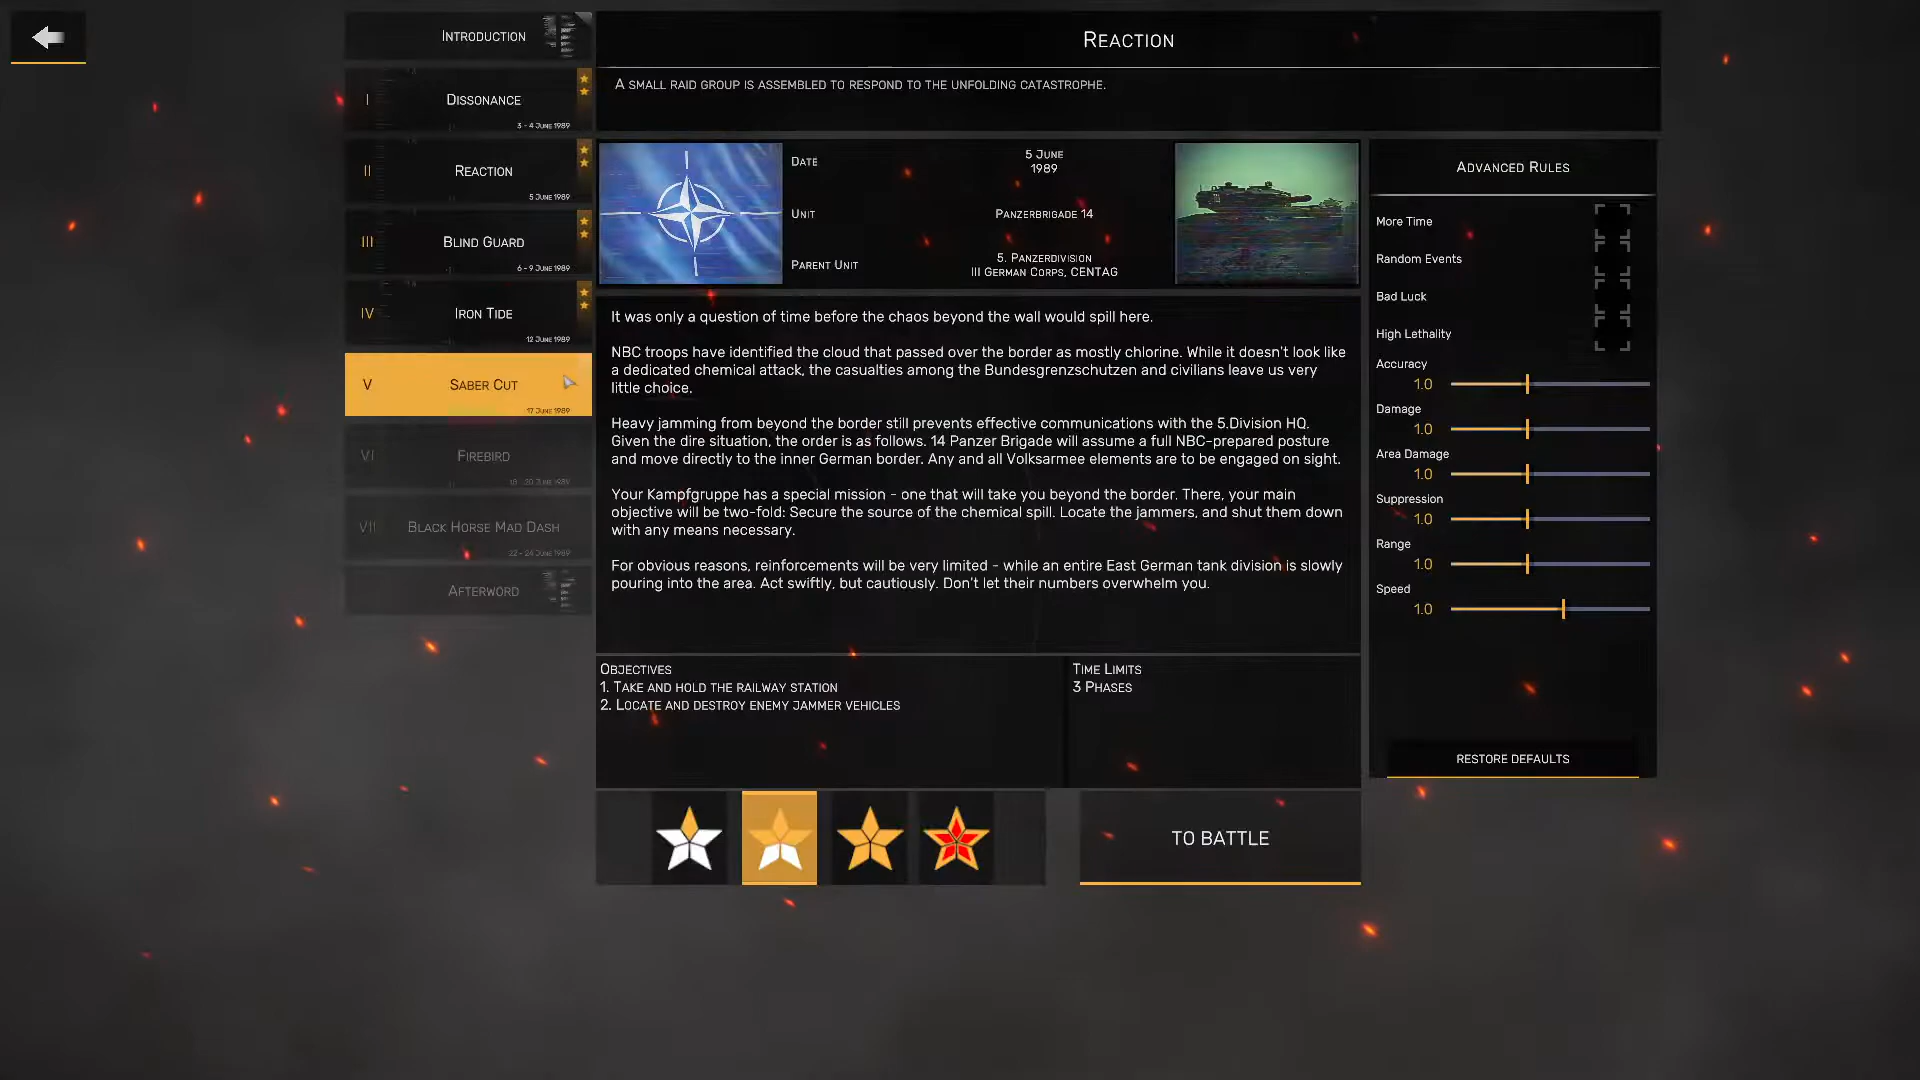 INTRODUCTION
I
DISSONANCE
3 - 4 JUNE 1989
II
REACTION
5 JUNE 1989
III
BLIND GUARD
6 - 9 JUNE 1989
IV
IRON TIDE
12 JUNE 1989
V
SABER CUT
17 JUNE 1989
VI
FIREBIRD
18 - 20 JUNE 1989
VII
BLACK HORSE MAD DASH
22 - 24 JUNE 1989
AFTERWORD
REACTION
A SMALL RAID GROUP IS ASSEMBLED TO RESPOND TO THE UNFOLDING CATASTROPHE.
DATE
5 JUNE
1989
UNIT
PANZERBRIGADE 14
PARENT UNIT
5. PANZERDIVISION
III GERMAN CORPS, CENTAG
It was only a question of time before the chaos beyond the wall would spill here.
NBC troops have identified the cloud that passed over the border as mostly chlorine. While it doesn't look like
a dedicated chemical attack, the casualties among the Bundesgrenzschutzen and civilians leave us very
little choice.
Heavy jamming from beyond the border still prevents effective communications with the 5.Division HQ.
Given the dire situation, the order is as follows. 14 Panzer Brigade will assume a full NBC-prepared posture
and move directly to the inner German border. Any and all Volksarmee elements are to be engaged on sight.
Your Kampfgruppe has a special mission - one that will take you beyond the border. There, your main
objective will be two-fold: Secure the source of the chemical spill. Locate the jammers, and shut them down
with any means necessary.
For obvious reasons, reinforcements will be very limited - while an entire East German tank division is slowly
pouring into the area. Act swiftly, but cautiously. Don't let their numbers overwhelm you.
OBJECTIVES
1. TAKE AND HOLD THE RAILWAY STATION
2. LOCATE AND DESTROY ENEMY JAMMER VEHICLES
TIME LIMITS
3 PHASES
TO BATTLE
ADVANCED RULES
More Time
Random Events
Bad Luck
High Lethality
Accuracy
1.0
Damage
1.0
Area Damage
1.0
Suppression
1.0
Range
1.0
Speed
1.0
RESTORE DEFAULTS